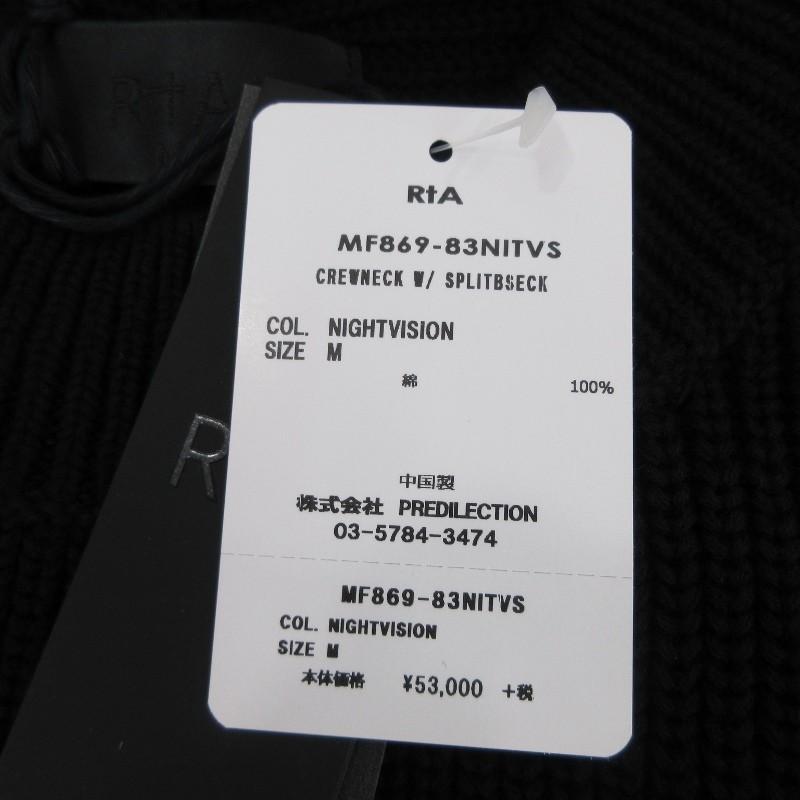 RtA
RtA
MF869-83NITVS
CREWNECK W/ SPLITBSECK
COL. NIGHTVISION
SIZE M
綿 100%
中国製
株式会社 PREDILECTION
03-5784-3474
MF869-83NITVS
COL. NIGHTVISION
SIZE M
本体価格 ¥53,000 +税
R